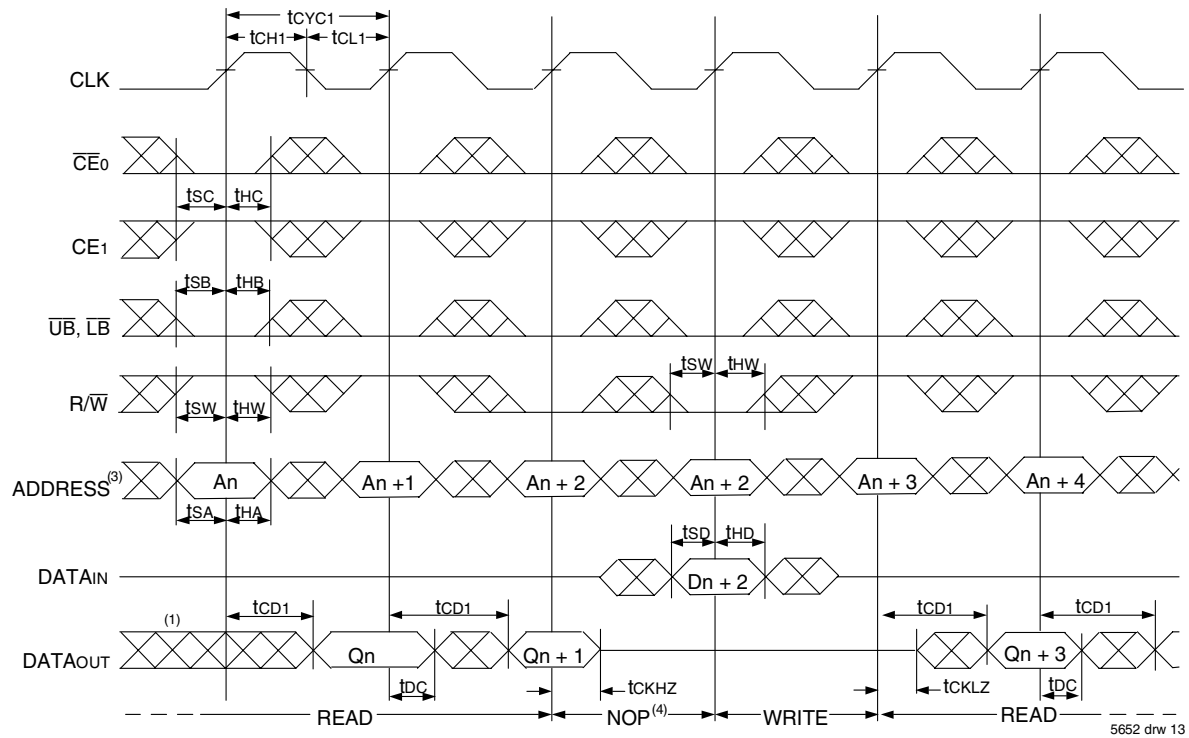 tCYC1
tCH1 tCL1
CLK
CE0
tSC tHC
CE1
tSB tHB
UB, LB
tSW tHW
R/W
tSW tHW
An An +1 An + 2 An + 2 An + 3 An + 4
ADDRESS(3)
tSA tHA
tSD tHD
DATAIN
Dn + 2
(1) tCD1 tCD1 tCD1 tCD1
DATAOUT
Qn Qn + 1 Qn + 3
tDC tCKHZ tCKLZ tDC
READ NOP(4) WRITE READ
5652 drw 13